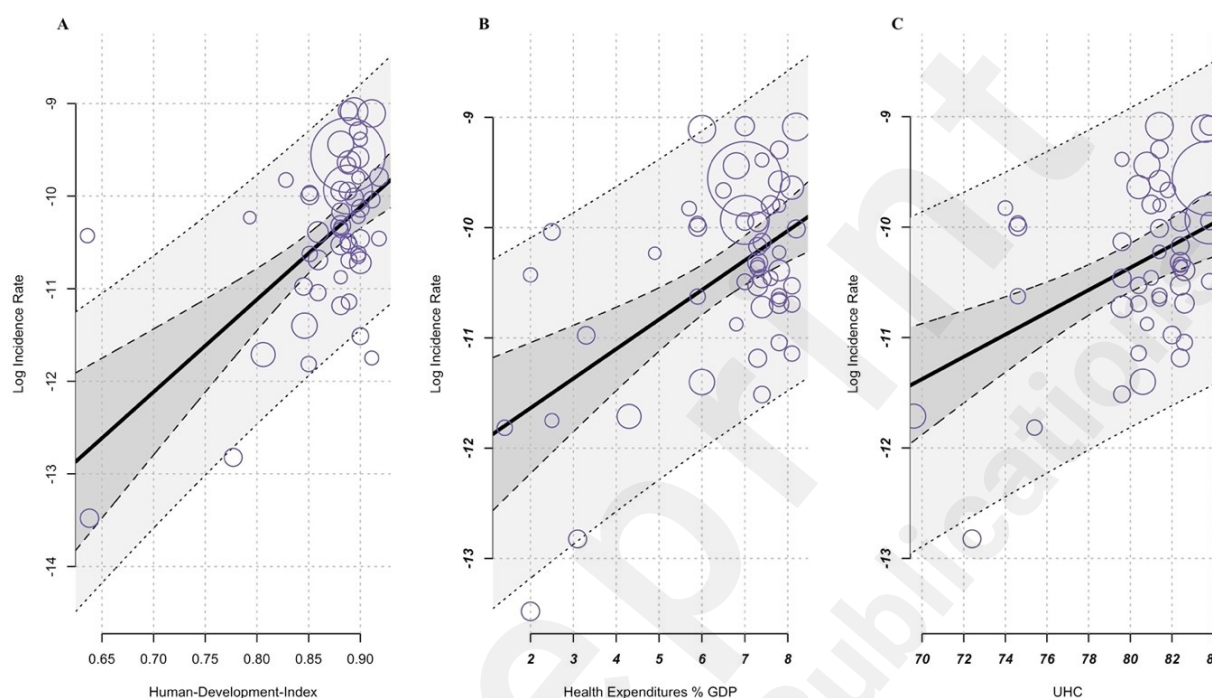 A
B
C
Log Incidence Rate
-9
-10
-11
-12
-13
-14
0.65 0.70 0.75 0.80 0.85 0.90
Human-Development-Index
Log Incidence Rate
-9
-10
-11
-12
-13
2 3 4 5 6 7 8
Health Expenditures % GDP
Log Incidence Rate
-9
-10
-11
-12
-13
70 72 74 76 78 80 82
UHC
eprint
Publication